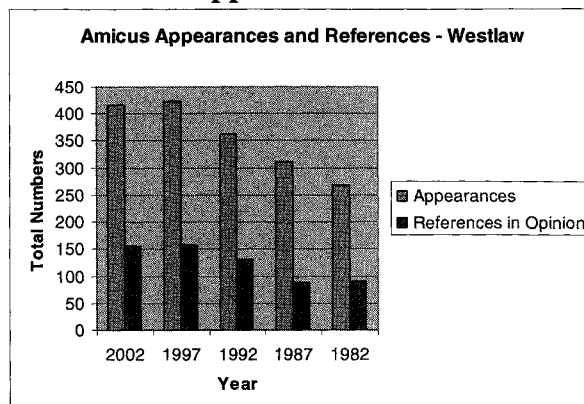 Amicus Appearances and References - Westlaw
Total Numbers
450
400
350
300
250
200
150
100
50
0
2002 1997 1992 1987 1982
Year
Appearances
References in Opinion